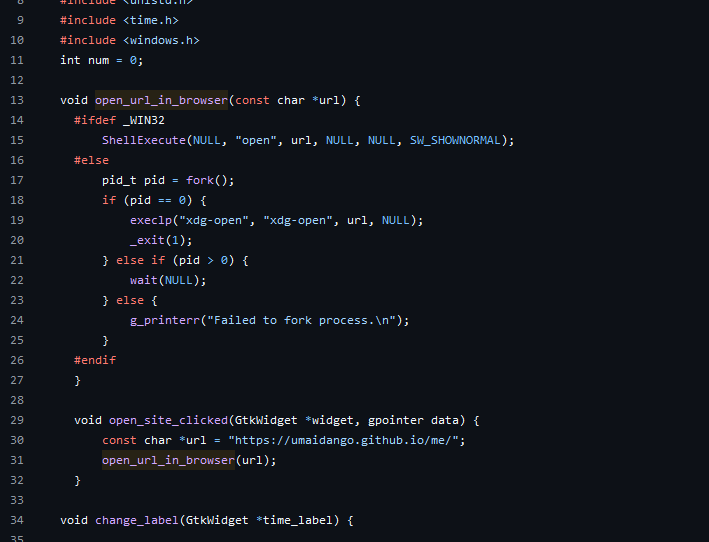 8 #include <unistd.h>
9 #include <time.h>
10 #include <windows.h>
11 int num = 0;
12
13 void open_url_in_browser(const char *url) {
14 #ifdef _WIN32
15 ShellExecute(NULL, "open", url, NULL, NULL, SW_SHOWNORMAL);
16 #else
17 pid_t pid = fork();
18 if (pid == 0) {
19 execlp("xdg-open", "xdg-open", url, NULL);
20 _exit(1);
21 } else if (pid > 0) {
22 wait(NULL);
23 } else {
24 g_printerr("Failed to fork process.\n");
25 }
26 #endif
27 }
28
29 void open_site_clicked(GtkWidget *widget, gpointer data) {
30 const char *url = "https://umaidango.github.io/me/";
31 open_url_in_browser(url);
32 }
33
34 void change_label(GtkWidget *time_label) {
35